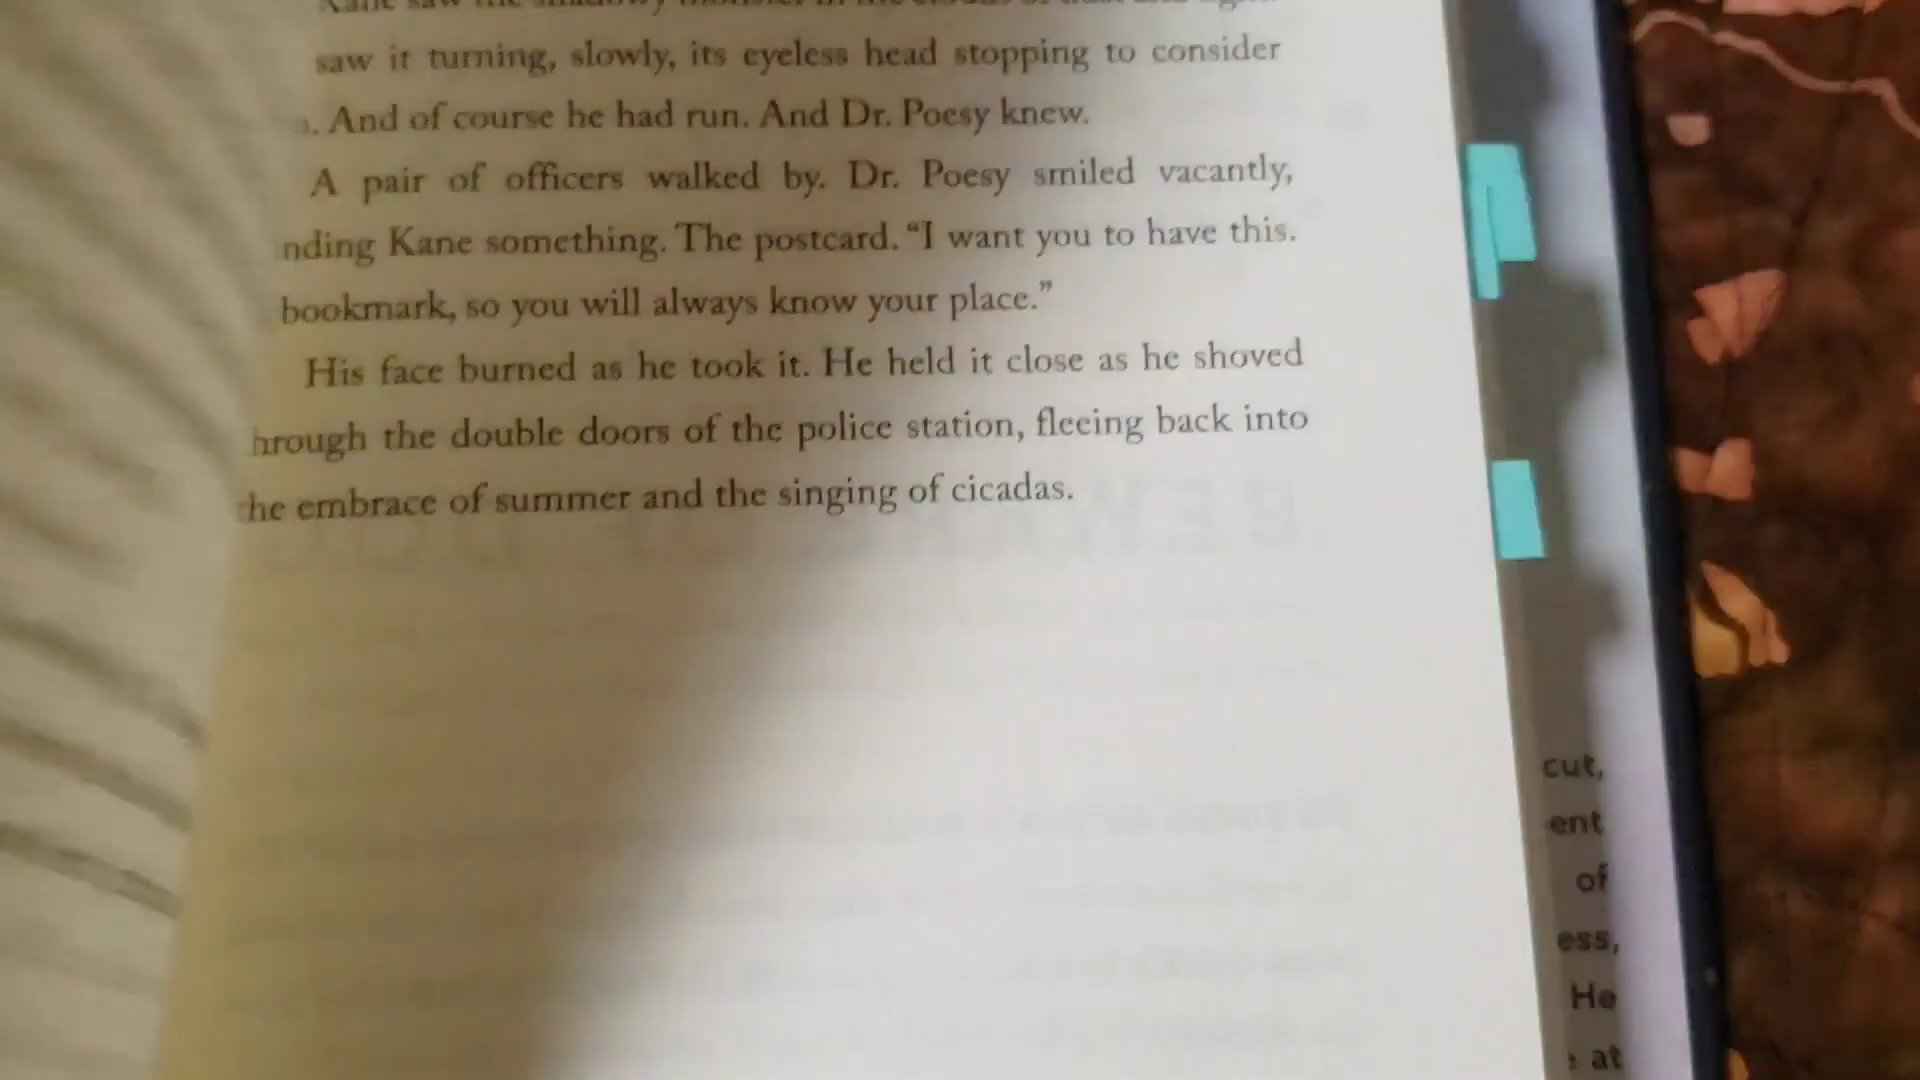 saw it turning, slowly, its eyeless head stopping to consider
. And of course he had run. And Dr. Poesy knew.
A pair of officers walked by. Dr. Poesy smiled vacantly,
nding Kane something. The postcard. “I want you to have this.
bookmark, so you will always know your place.”
His face burned as he took it. He held it close as he shoved
hrough the double doors of the police station, fleeing back into
he embrace of summer and the singing of cicadas.
cut,
ent
of
ess,
He
at